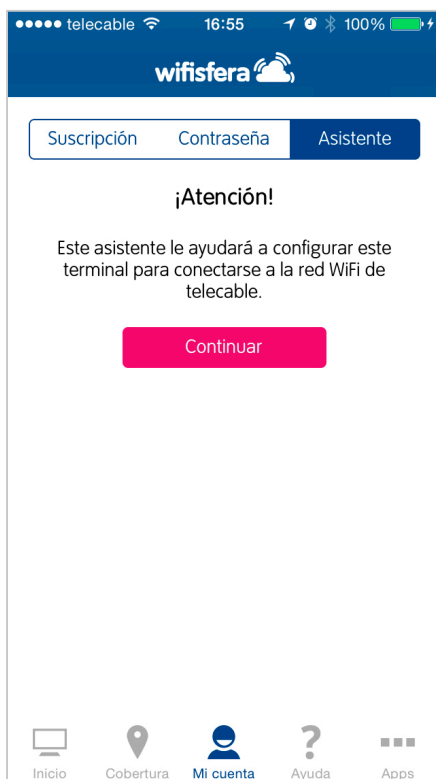 telecable 16:55 100%
wifisfera
Suscripción Contraseña Asistente
¡Atención!
Este asistente le ayudará a configurar este
terminal para conectarse a la red WiFi de
telecable.
Continuar
Inicio Cobertura Mi cuenta Ayuda Apps